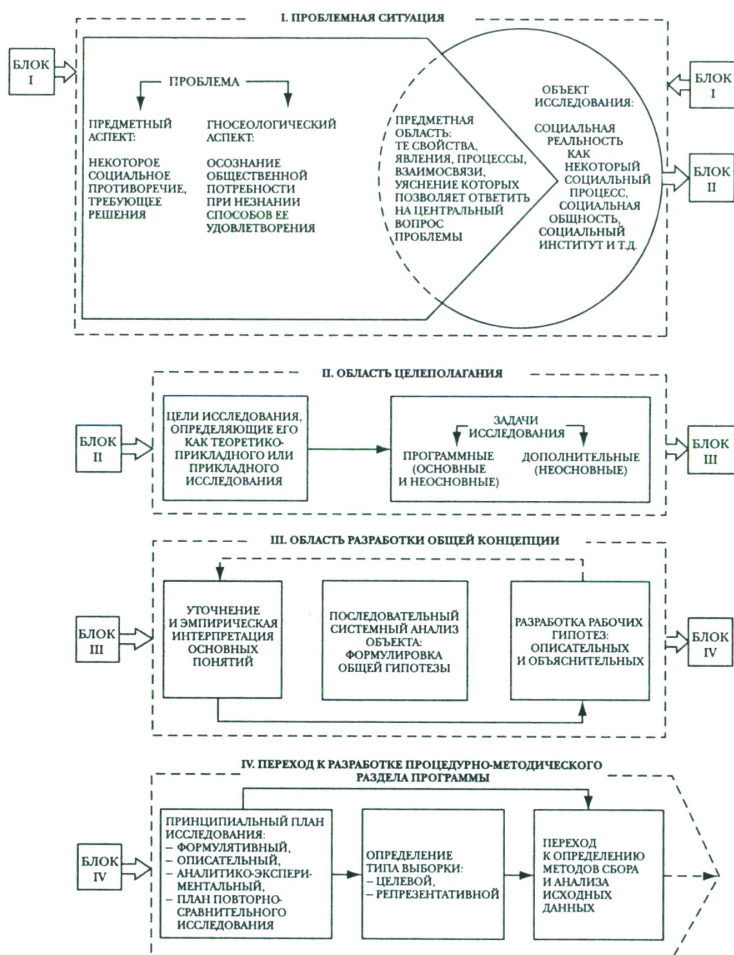 I. ПРОБЛЕМНАЯ СИТУАЦИЯ
БЛОК
I
ПРОБЛЕМА
ПРЕДМЕТНЫЙ
АСПЕКТ:
НЕКОТОРОЕ
СОЦИАЛЬНОЕ
ПРОТИВОРЕЧИЕ,
ТРЕБУЮЩЕЕ
РЕШЕНИЯ
ГНОСЕОЛОГИЧЕСКИЙ
АСПЕКТ:
ОСОЗНАНИЕ
ОБЩЕСТВЕННОЙ
ПОТРЕБНОСТИ
ПРИ НЕЗНАНИИ
СПОСОБОВ ЕЕ
УДОВЛЕТВОРЕНИЯ
ПРЕДМЕТНАЯ
ОБЛАСТЬ:
ТЕ СВОЙСТВА,
ЯВЛЕНИЯ, ПРОЦЕССЫ,
ВЗАИМОСВЯЗИ,
УЯСНЕНИЕ КОТОРЫХ
ПОЗВОЛЯЕТ ОТВЕТИТЬ
НА ЦЕНТРАЛЬНЫЙ
ВОПРОС
ПРОБЛЕМЫ
ОБЪЕКТ
ИССЛЕДОВАНИЯ:
СОЦИАЛЬНАЯ
РЕАЛЬНОСТЬ
КАК
НЕКОТОРЫЙ
СОЦИАЛЬНЫЙ
ПРОЦЕСС,
СОЦИАЛЬНАЯ
ОБЩНОСТЬ,
СОЦИАЛЬНЫЙ
ИНСТИТУТ И Т.Д.
БЛОК
I
БЛОК
II
II. ОБЛАСТЬ ЦЕЛЕПОЛАГАНИЯ
БЛОК
II
ЦЕЛИ ИССЛЕДОВАНИЯ,
ОПРЕДЕЛЯЮЩИЕ ЕГО
КАК ТЕОРЕТИКО-
ПРИКЛАДНОГО ИЛИ
ПРИКЛАДНОГО
ИССЛЕДОВАНИЯ
ЗАДАЧИ
ИССЛЕДОВАНИЯ
ПРОГРАММНЫЕ
(ОСНОВНЫЕ
И НЕОСНОВНЫЕ)
ДОПОЛНИТЕЛЬНЫЕ
(НЕОСНОВНЫЕ)
БЛОК
III
III. ОБЛАСТЬ РАЗРАБОТКИ ОБЩЕЙ КОНЦЕПЦИИ
БЛОК
III
УТОЧНЕНИЕ
И ЭМПИРИЧЕСКАЯ
ИНТЕРПРЕТАЦИЯ
ОСНОВНЫХ
ПОНЯТИЙ
ПОСЛЕДОВАТЕЛЬНЫЙ
СИСТЕМНЫЙ АНАЛИЗ
ОБЪЕКТА:
ФОРМУЛИРОВКА
ОБЩЕЙ ГИПОТЕЗЫ
РАЗРАБОТКА РАБОЧИХ
ГИПОТЕЗ:
ОПИСАТЕЛЬНЫХ
И ОБЪЯСНИТЕЛЬНЫХ
БЛОК
IV
IV. ПЕРЕХОД К РАЗРАБОТКЕ ПРОЦЕДУРНО-МЕТОДИЧЕСКОГО
РАЗДЕЛА ПРОГРАММЫ
БЛОК
IV
ПРИНЦИПИАЛЬНЫЙ ПЛАН
ИССЛЕДОВАНИЯ:
– ФОРМУЛЯТИВНЫЙ,
– ОПИСАТЕЛЬНЫЙ,
– АНАЛИТИКО-ЭКСПЕРИ-
МЕНТАЛЬНЫЙ,
– ПЛАН ПОВТОРНО-
СРАВНИТЕЛЬНОГО
ИССЛЕДОВАНИЯ
ОПРЕДЕЛЕНИЕ
ТИПА ВЫБОРКИ:
– ЦЕЛЕВОЙ,
– РЕПРЕЗЕНТАТИВНОЙ
ПЕРЕХОД
К ОПРЕДЕЛЕНИЮ
МЕТОДОВ СБОРА
И АНАЛИЗА
ИСХОДНЫХ
ДАННЫХ